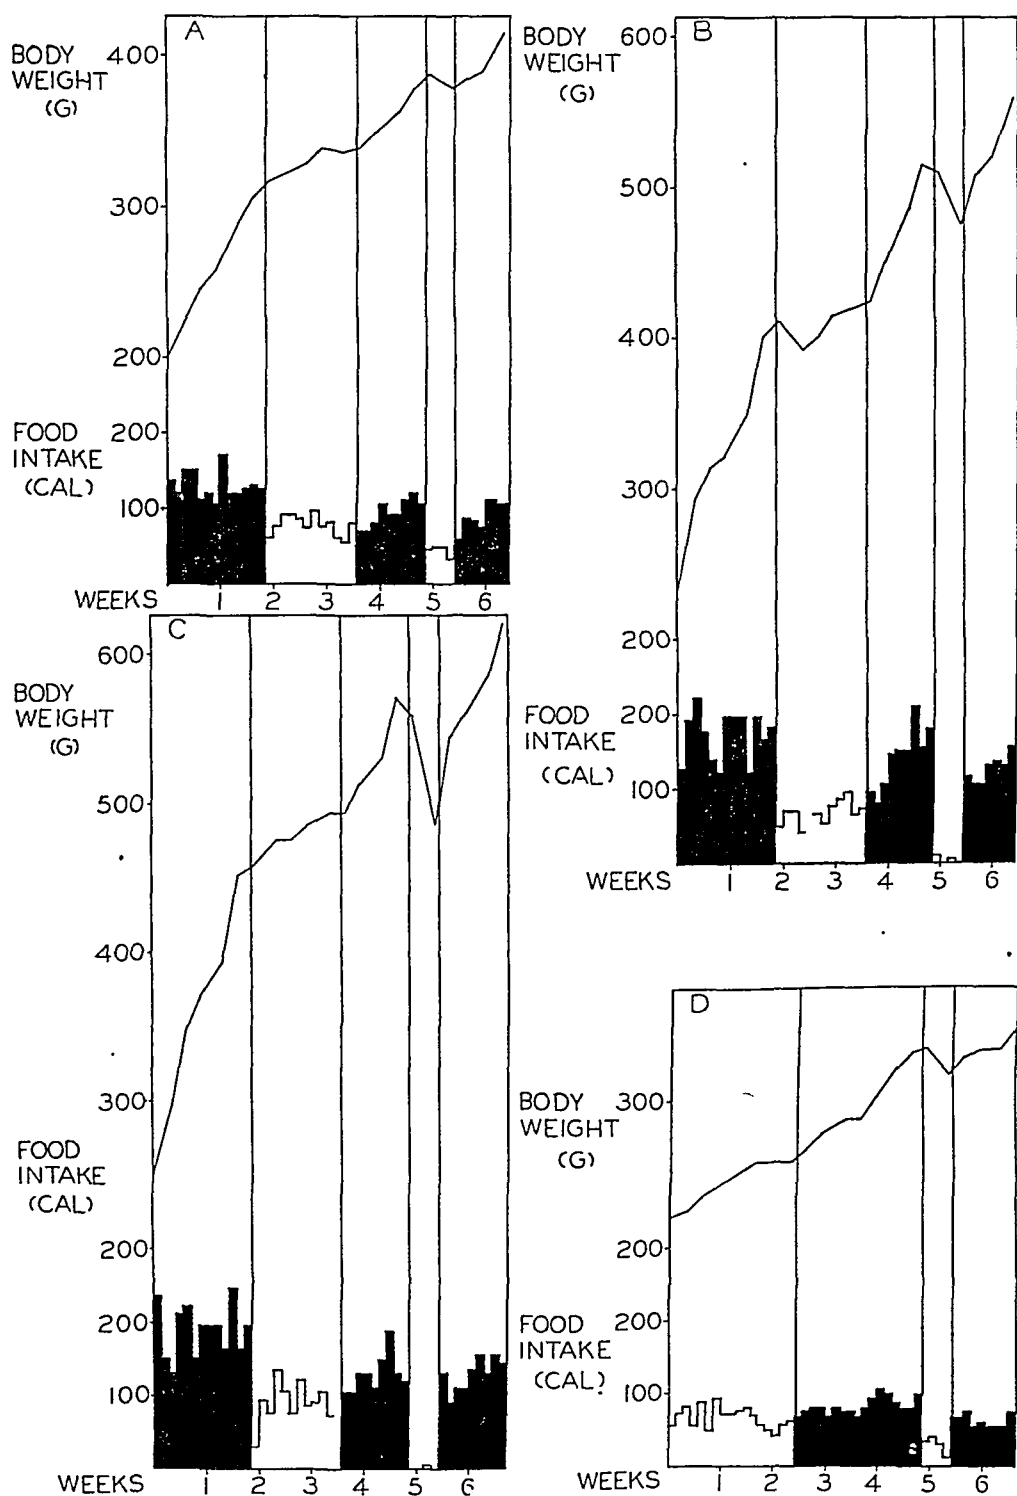 A
BODY
WEIGHT
(G)
400
300
200
FOOD
INTAKE
(CAL)
200
100
WEEKS 1 2 3 4 5 6
B
BODY
WEIGHT
(G)
600
500
400
300
200
FOOD
INTAKE
(CAL)
200
100
WEEKS 1 2 3 4 5 6
C
BODY
WEIGHT
(G)
600
500
400
300
200
FOOD
INTAKE
(CAL)
200
100
WEEKS 1 2 3 4 5 6
D
BODY
WEIGHT
(G)
300
200
FOOD
INTAKE
(CAL)
200
100
WEEKS 1 2 3 4 5 6